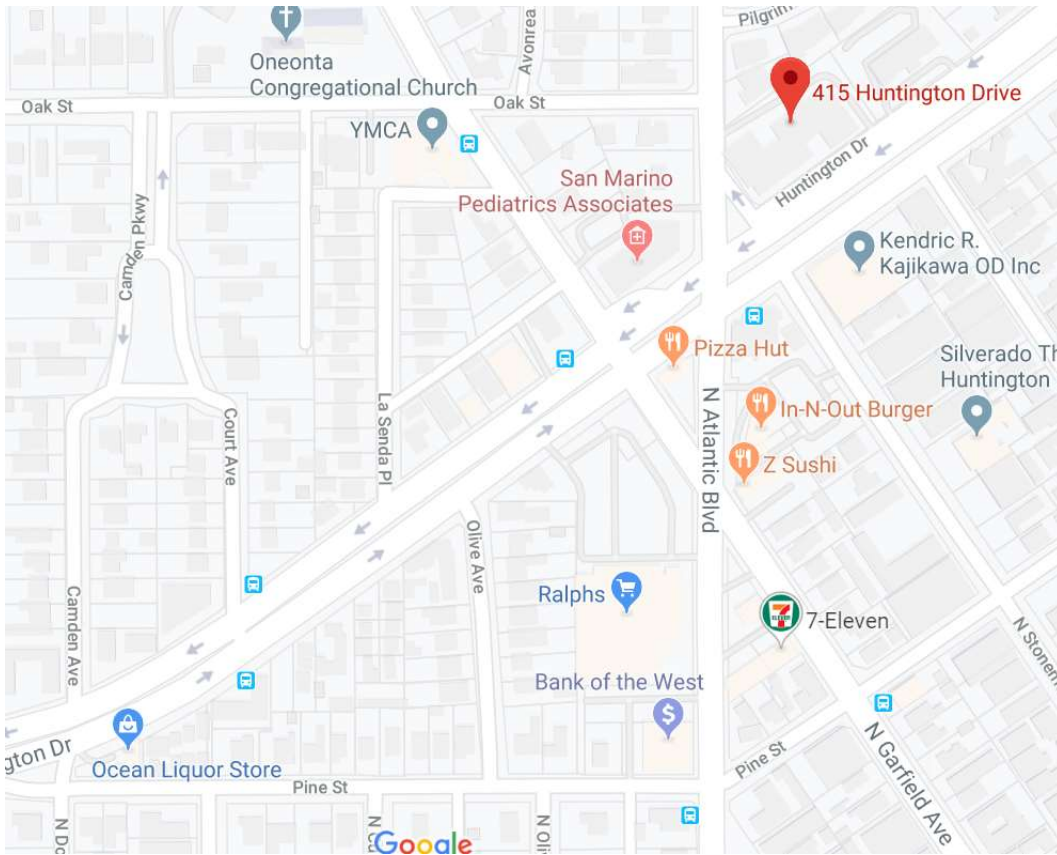 Pilgrim
Avonrea
Oneonta
Congregational Church
415 Huntington Drive
Oak St
Oak St
YMCA
Huntington Dr
San Marino
Pediatrics Associates
Camden Pkwy
Kendric R.
Kajikawa OD Inc
Pizza Hut
Silverado Th
Huntington
La Senda Pl
In-N-Out Burger
Court Ave
N Atlantic Blvd
Z Sushi
Olive Ave
Camden Ave
Ralphs
7-Eleven
N Stonem
Bank of the West
$
gton Dr
Ocean Liquor Store
Pine St
N Garfield Ave
Pine St
N Do
N Oli
Google